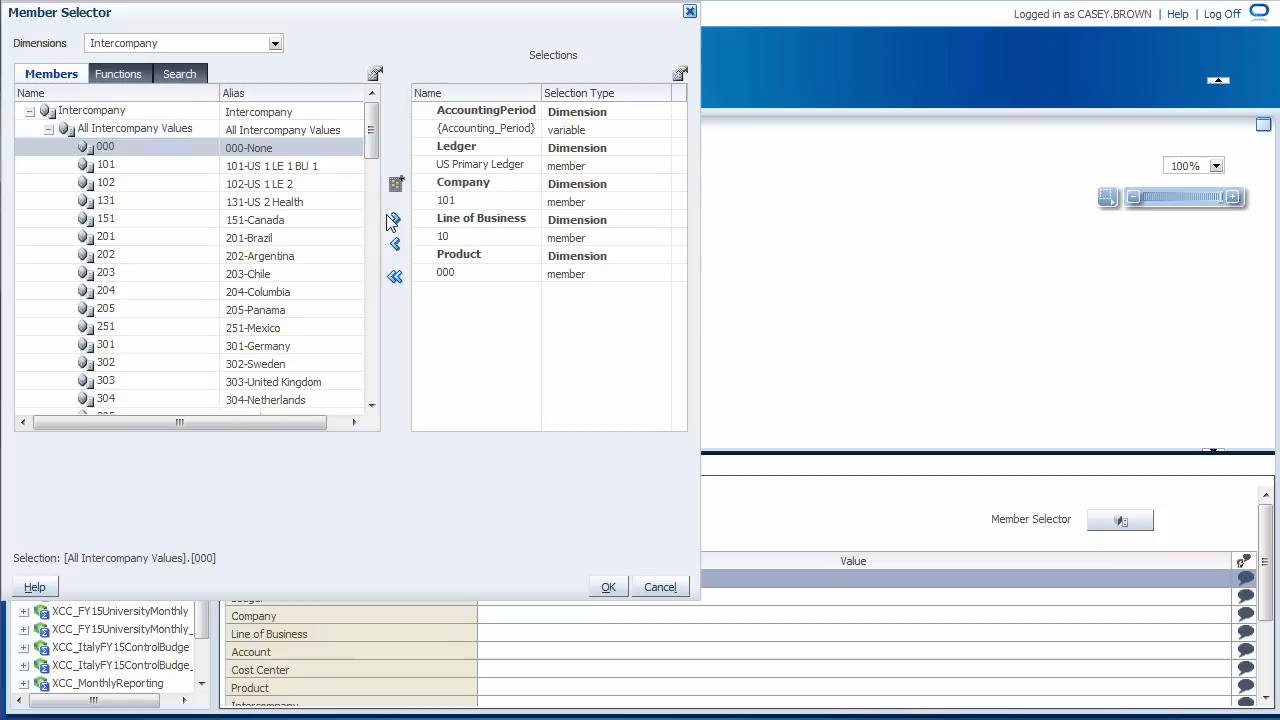 Member Selector
Logged in as CASEY.BROWN | Help | Log Off
Dimensions Intercompany
Selections
Members Functions Search
Name Alias
Intercompany Intercompany
All Intercompany Values All Intercompany Values
000 000-None
101 101-US 1 LE 1 BU 1
102 102-US 1 LE 2
131 131-US 2 Health
151 151-Canada
201 201-Brazil
202 202-Argentina
203 203-Chile
204 204-Columbia
205 205-Panama
251 251-Mexico
301 301-Germany
302 302-Sweden
303 303-United Kingdom
304 304-Netherlands
Name Selection Type
AccountingPeriod Dimension
{Accounting_Period} variable
Ledger Dimension
US Primary Ledger member
Company Dimension
101 member
Line of Business Dimension
10 member
Product Dimension
000 member
100%
Selection: [All Intercompany Values].[000]
Help OK Cancel
Member Selector
Value
XCC_FY15UniversityMonthly
XCC_FY15UniversityMonthly_
XCC_ItalyFY15ControlBudget
XCC_ItalyFY15ControlBudget_
XCC_MonthlyReporting
Company
Line of Business
Account
Cost Center
Product
Intercompany